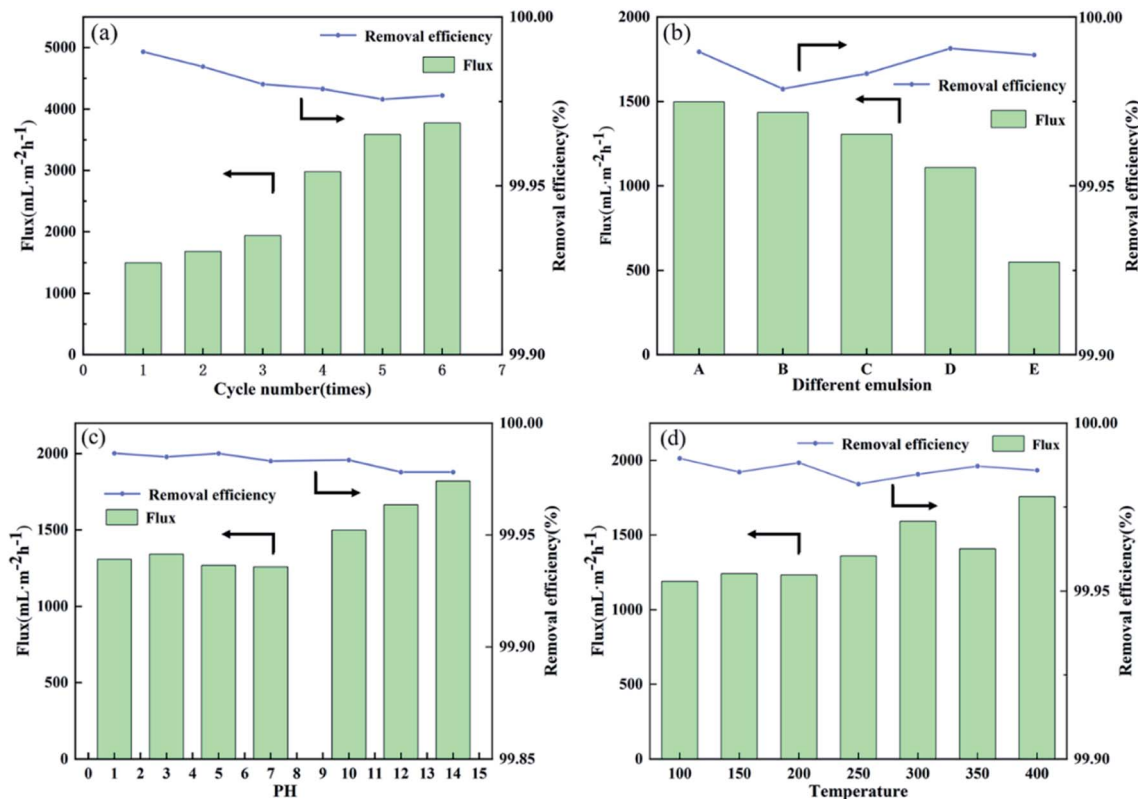 (a)
Removal efficiency
Flux
Flux(mL·m⁻²h⁻¹)
5000
4000
3000
2000
1000
0
100.00
99.95
99.90
Removal efficiency(%)
0 1 2 3 4 5 6 7
Cycle number(times)
(b)
Removal efficiency
Flux
Flux(mL·m⁻²h⁻¹)
2000
1500
1000
500
0
100.00
99.95
99.90
Removal efficiency(%)
A B C D E
Different emulsion
(c)
Removal efficiency
Flux
Flux(mL·m⁻²h⁻¹)
2000
1500
1000
500
0
100.00
99.95
99.90
99.85
Removal efficiency(%)
0 1 2 3 4 5 6 7 8 9 10 11 12 13 14 15
PH
(d)
Removal efficiency
Flux
Flux(mL·m⁻²h⁻¹)
2000
1500
1000
500
0
100.00
99.95
99.90
Removal efficiency(%)
100 150 200 250 300 350 400
Temperature